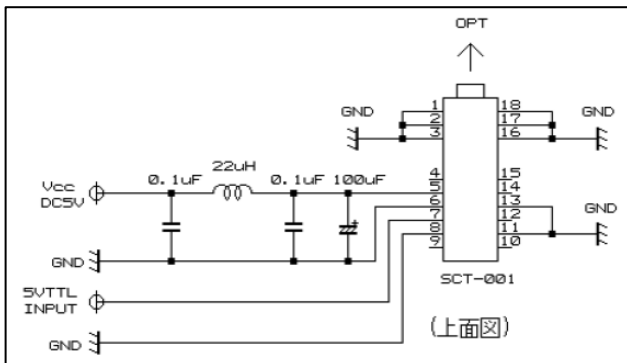 OPT
GND
GND
1
2
3
18
17
16
Vcc
DC5V
0.1uF
22uH
0.1uF
100uF
+
4
5
6
7
8
9
15
14
13
12
11
10
GND
GND
5VTTL
INPUT
GND
SCT-001
(上面図)